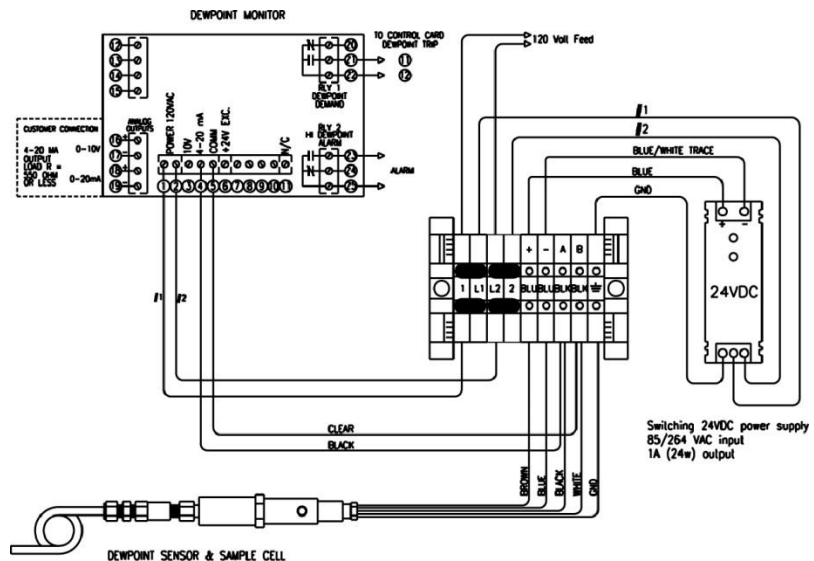 DEWPOINT MONITOR
12
13
14
15
20
21
22
TO CONTROL CARD
DEWPOINT TRIP
11
12
RLY 1
DEWPOINT
DEMAND
120 Volt Feed
CUSTOMER CONNECTION
4-20 MA
OUTPUT
LOAD R =
550 OHM
OR LESS
0-10V
0-20mA
ANALOG
OUTPUTS
16 +
17 -
18 +
19 -
POWER 120VAC
10V
4-20 mA
COMM
+24V EXC.
N/C
1 2 3 4 5 6 7 8 9 10 11
RLY 2
HI DEWPOINT
ALARM
23
24
25
ALARM
//1
//2
BLUE/WHITE TRACE
BLUE
GND
+ -
24VDC
+ - A B
1 L1 L2 2 BLU BLU BLK BLK
//1
//2
CLEAR
BLACK
Switching 24VDC power supply
85/264 VAC input
1A (24w) output
BROWN
BLUE
BLACK
WHITE
GND
DEWPOINT SENSOR & SAMPLE CELL